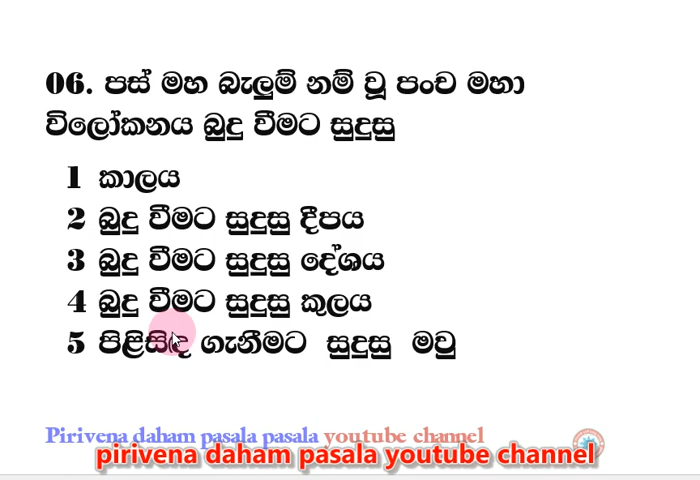 06. පස් මහ බැලුම් නම් වූ පංච මහා
විලෝකනය බුදු වීමට සුදුසු
1 කාලය
2 බුදු වීමට සුදුසු දීපය
3 බුදු වීමට සුදුසු දේශය
4 බුදු වීමට සුදුසු කුලය
5 පිළිසිඳ ගැනීමට සුදුසු මවු
Pirivena daham pasala pasala youtube channel
pirivena daham pasala youtube channel